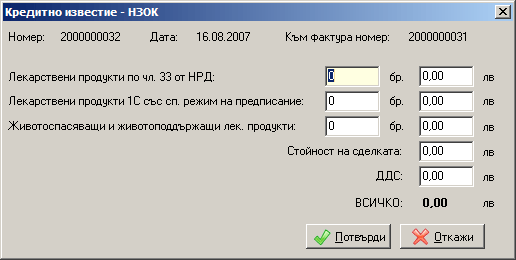 Кредитно известие - НЗОК
Номер: 2000000032 Дата: 16.08.2007 Към фактура номер: 2000000031
Лекарствени продукти по чл. 33 от НРД: 0 бр. 0,00 лв
Лекарствени продукти 1С със сп. режим на предписание: 0 бр. 0,00 лв
Животоспасяващи и животоподдържащи лек. продукти: 0 бр. 0,00 лв
Стойност на сделката: 0,00 лв
ДДС: 0,00 лв
ВСИЧКО: 0,00 лв
Потвърди Откажи